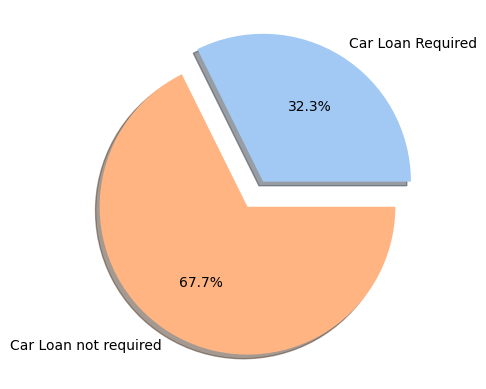 Car Loan Required
32.3%
67.7%
Car Loan not required